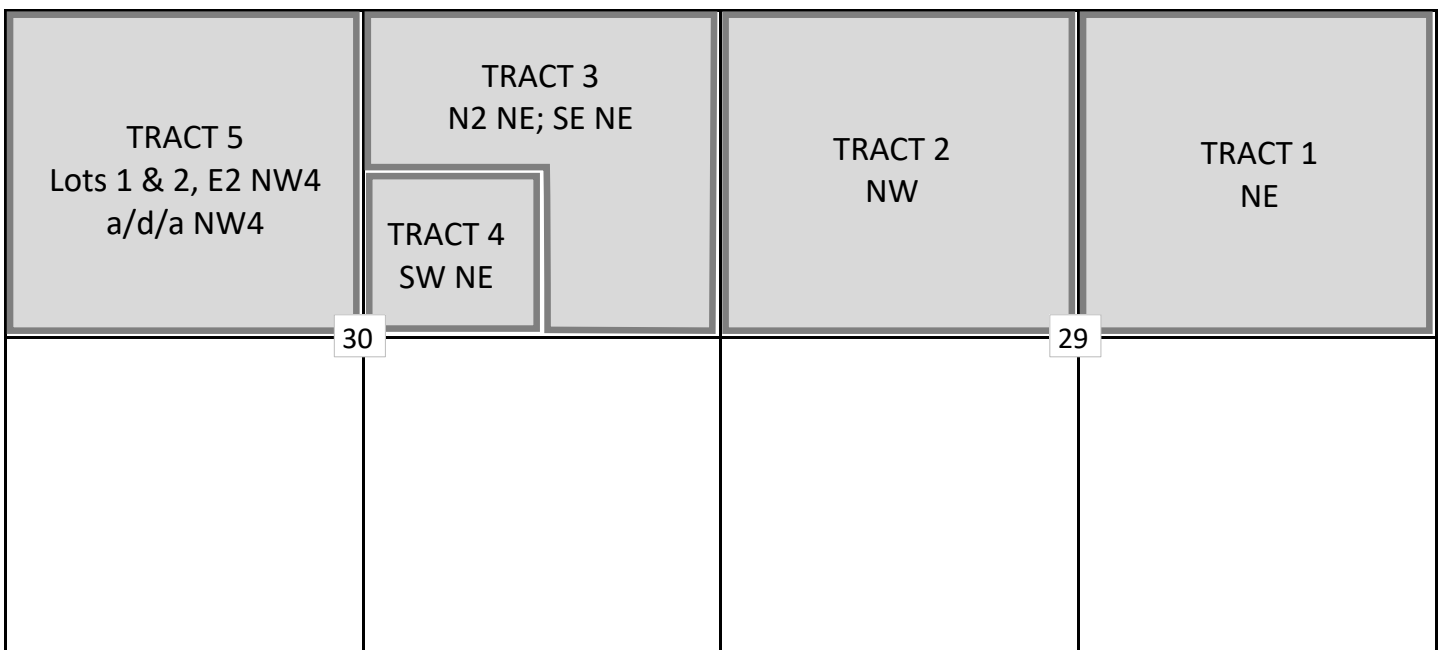 TRACT 5
Lots 1 & 2, E2 NW4
a/d/a NW4
TRACT 3
N2 NE; SE NE
TRACT 4
SW NE
TRACT 2
NW
TRACT 1
NE
30
29